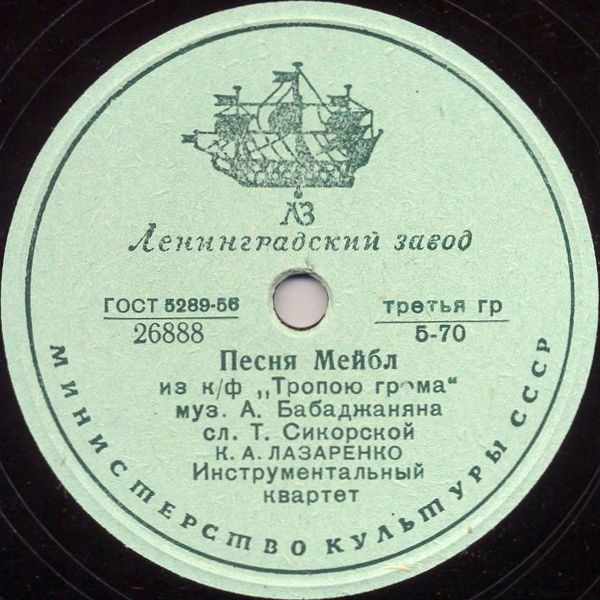 ЛЗ
Ленинградский завод
ГОСТ 5289-56
26888
третья гр
5-70
Песня Мейбл
из к/ф „Тропою грома“
муз. А. Бабаджаняна
сл. Т. Сикорской
К. А. ЛАЗАРЕНКО
Инструментальный
квартет
МИНИСТЕРСТВО КУЛЬТУРЫ СССР